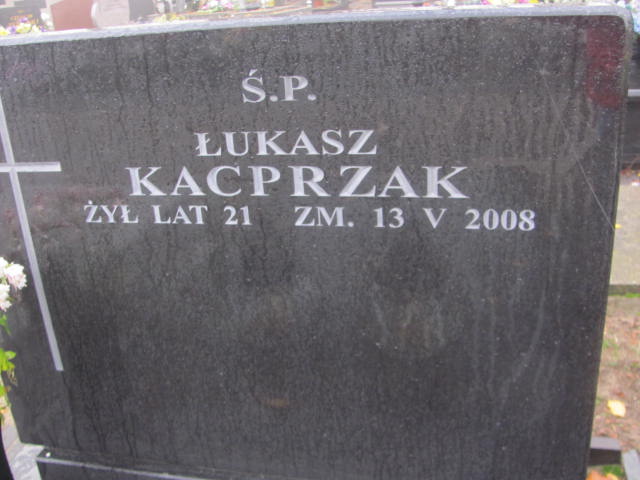 Ś.P.
ŁUKASZ
KACPRZAK
ŻYŁ LAT 21 ZM. 13 V 2008